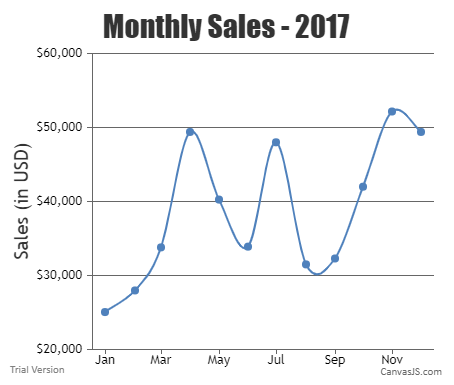 Monthly Sales - 2017
$60,000
$50,000
$40,000
$30,000
$20,000
Sales (in USD)
Jan Mar May Jul Sep Nov
Trial Version
CanvasJS.com